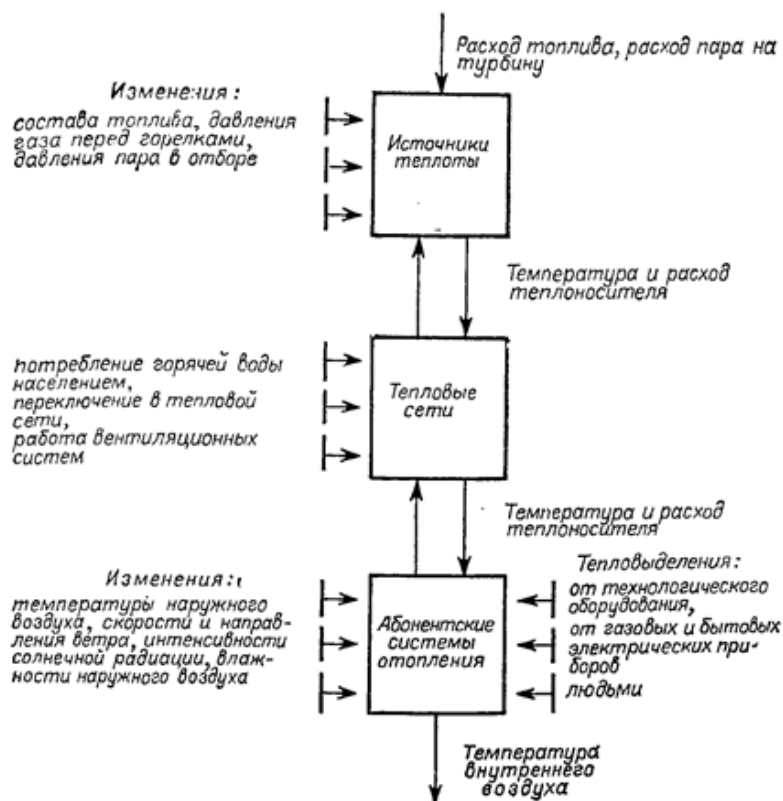 Расход топлива, расход пара на
турбину
Изменения:
состава топлива, давления
газа перед горелками,
давления пара в отборе
Источники
теплоты
Температура и расход
теплоносителя
потребление горячей воды
населением,
переключение в тепловой
сети,
работа вентиляционных
систем
Тепловые
сети
Температура и расход
теплоносителя
Изменения:
температуры наружного
воздуха, скорости и направ-
ления ветра, интенсивности
солнечной радиации, влаж-
ности наружного воздуха
Абонентские
системы
отопления
Тепловыделения:
от технологического
оборудования,
от газовых и бытовых
электрических при-
боров
людьми
Температура
внутреннего
воздуха